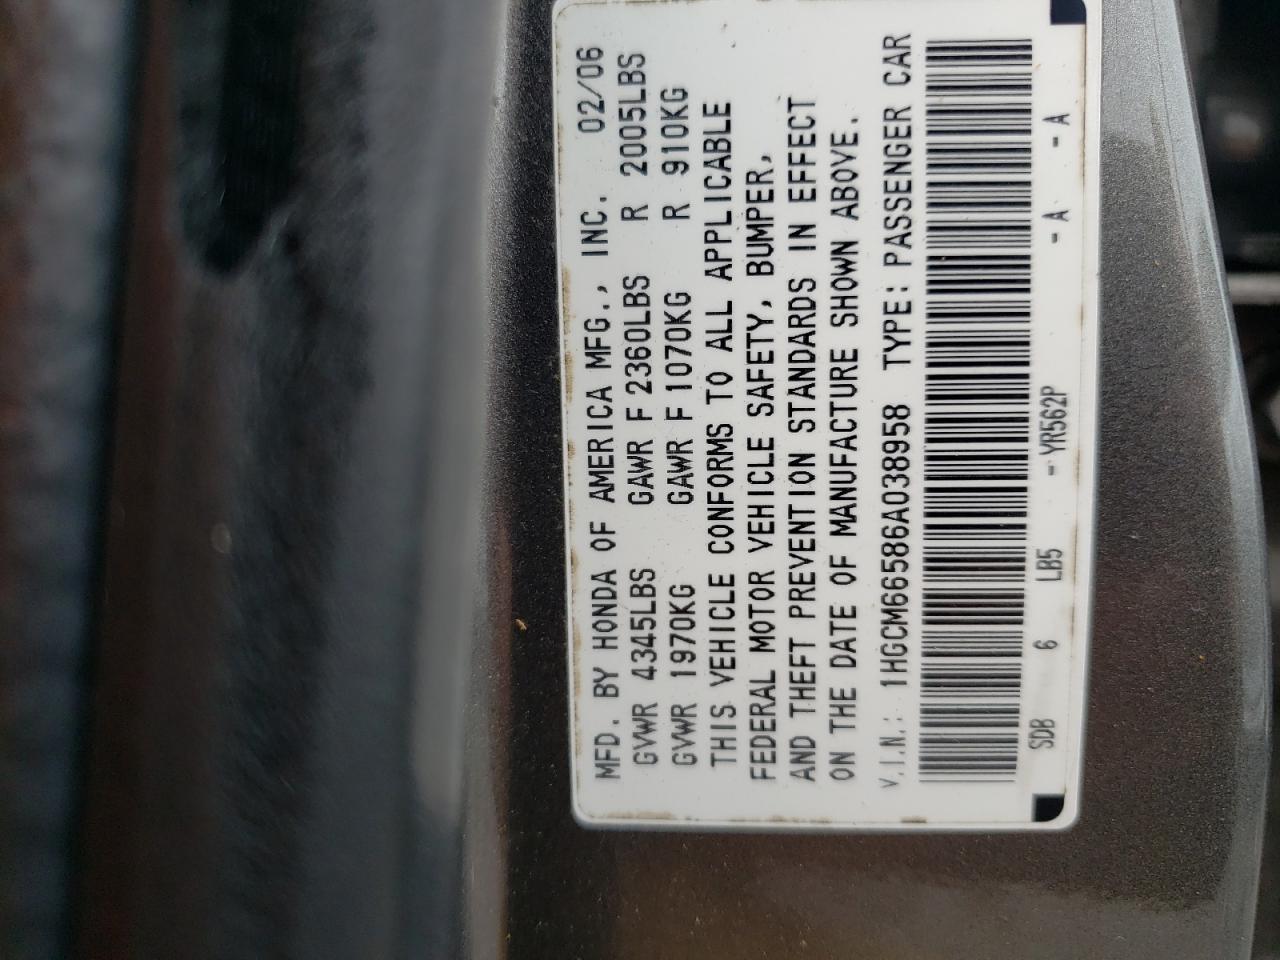 MFD. BY HONDA OF AMERICA MFG., INC. 02/06
GVWR 4345LBS GAWR F 2360LBS R 2005LBS
GVWR 1970KG GAWR F 1070KG R 910KG
THIS VEHICLE CONFORMS TO ALL APPLICABLE
FEDERAL MOTOR VEHICLE SAFETY, BUMPER,
AND THEFT PREVENTION STANDARDS IN EFFECT
ON THE DATE OF MANUFACTURE SHOWN ABOVE.
V.I.N.: 1HGCM66586A038958 TYPE: PASSENGER CAR
SDB 6 LB5 - YR562P - A - A